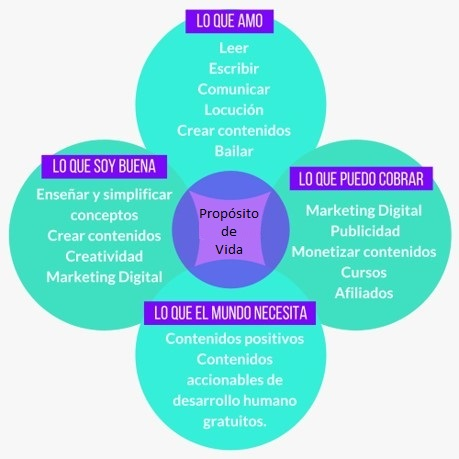 LO QUE AMO
Leer
Escribir
Comunicar
Locución
Crear contenidos
Bailar
LO QUE SOY BUENA
Enseñar y simplificar
conceptos
Crear contenidos
Creatividad
Marketing Digital
Propósito
de
Vida
LO QUE PUEDO COBRAR
Marketing Digital
Publicidad
Monetizar contenidos
Cursos
Afiliados
LO QUE EL MUNDO NECESITA
Contenidos positivos
Contenidos
accionables de
desarrollo humano
gratuitos.